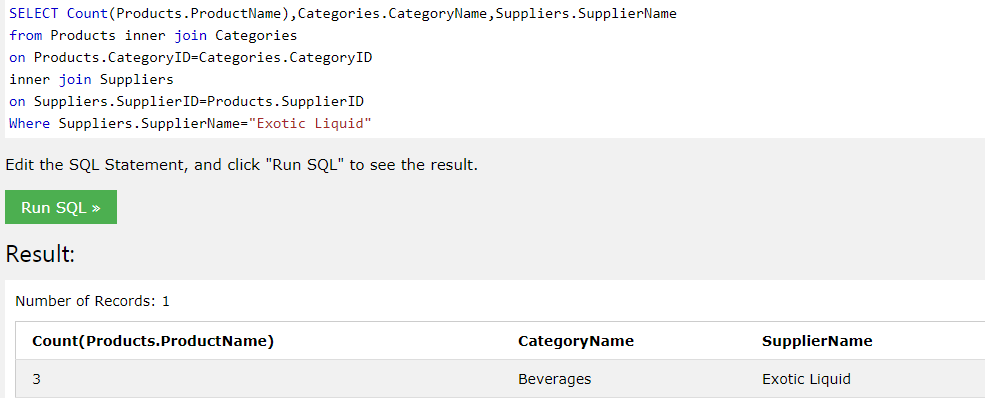 SELECT Count(Products.ProductName),Categories.CategoryName,Suppliers.SupplierName
from Products inner join Categories
on Products.CategoryID=Categories.CategoryID
inner join Suppliers
on Suppliers.SupplierID=Products.SupplierID
Where Suppliers.SupplierName="Exotic Liquid"
Edit the SQL Statement, and click "Run SQL" to see the result.
Run SQL »
Result:
Number of Records: 1
Count(Products.ProductName) CategoryName SupplierName
3 Beverages Exotic Liquid